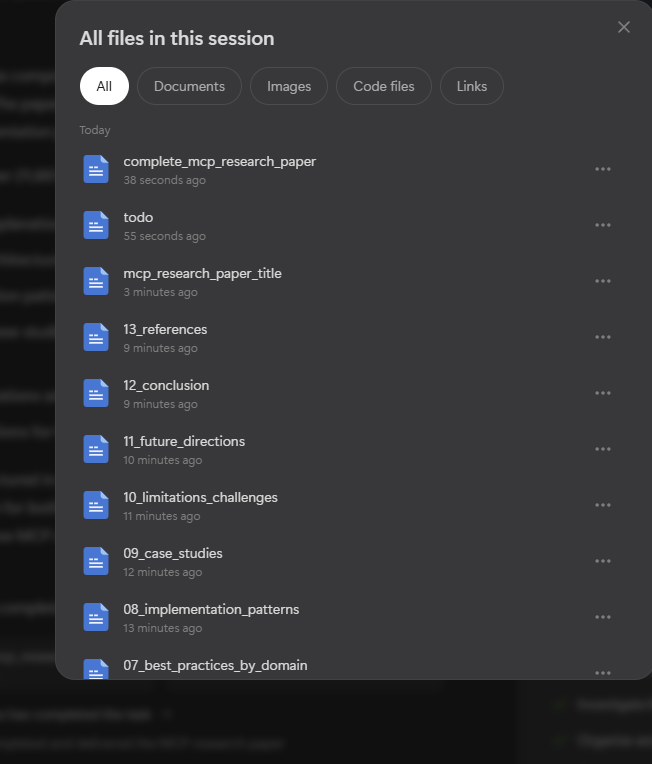 All files in this session
All
Documents
Images
Code files
Links
Today
complete_mcp_research_paper
38 seconds ago
todo
55 seconds ago
mcp_research_paper_title
3 minutes ago
13_references
9 minutes ago
12_conclusion
9 minutes ago
11_future_directions
10 minutes ago
10_limitations_challenges
11 minutes ago
09_case_studies
12 minutes ago
08_implementation_patterns
13 minutes ago
07_best_practices_by_domain